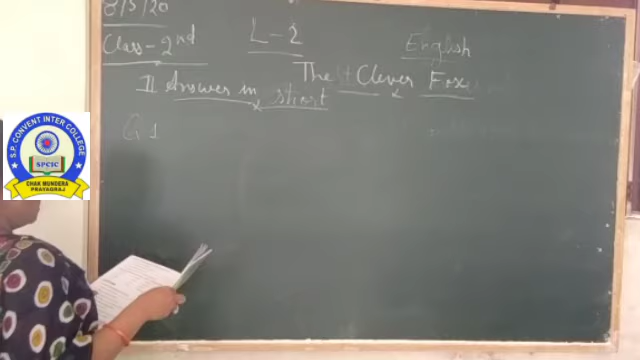 8/5/20
Class-2nd
L-2
English
The Clever Fox
II Answer in short
Q 1
S.P. CONVENT INTER COLLEGE
SPCIC
CHAK MUNDERA
PRAYAGRAJ